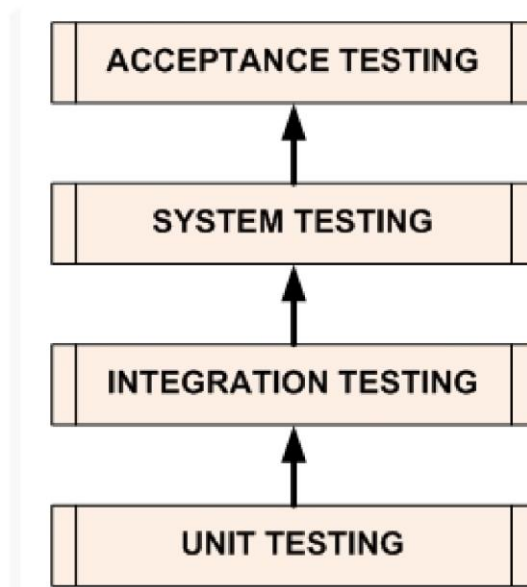 ACCEPTANCE TESTING
SYSTEM TESTING
INTEGRATION TESTING
UNIT TESTING